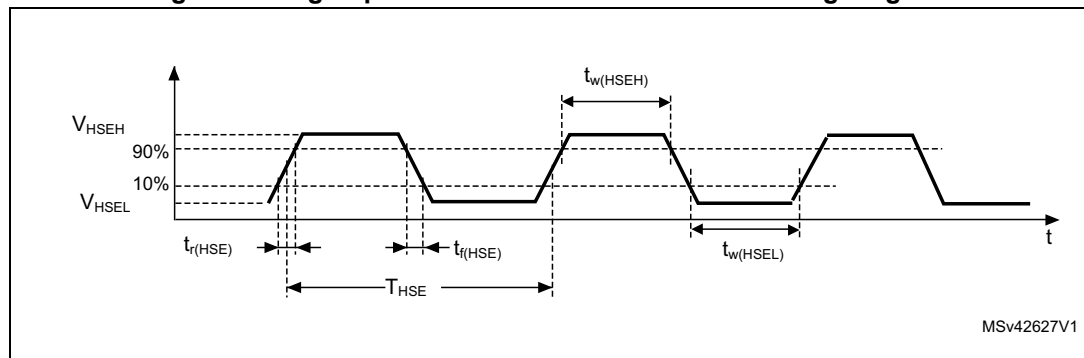 t_w(HSEH)
V_HSEH
90%
10%
V_HSEL
t
t_r(HSE)
t_f(HSE)
t_w(HSEL)
T_HSE
MSv42627V1